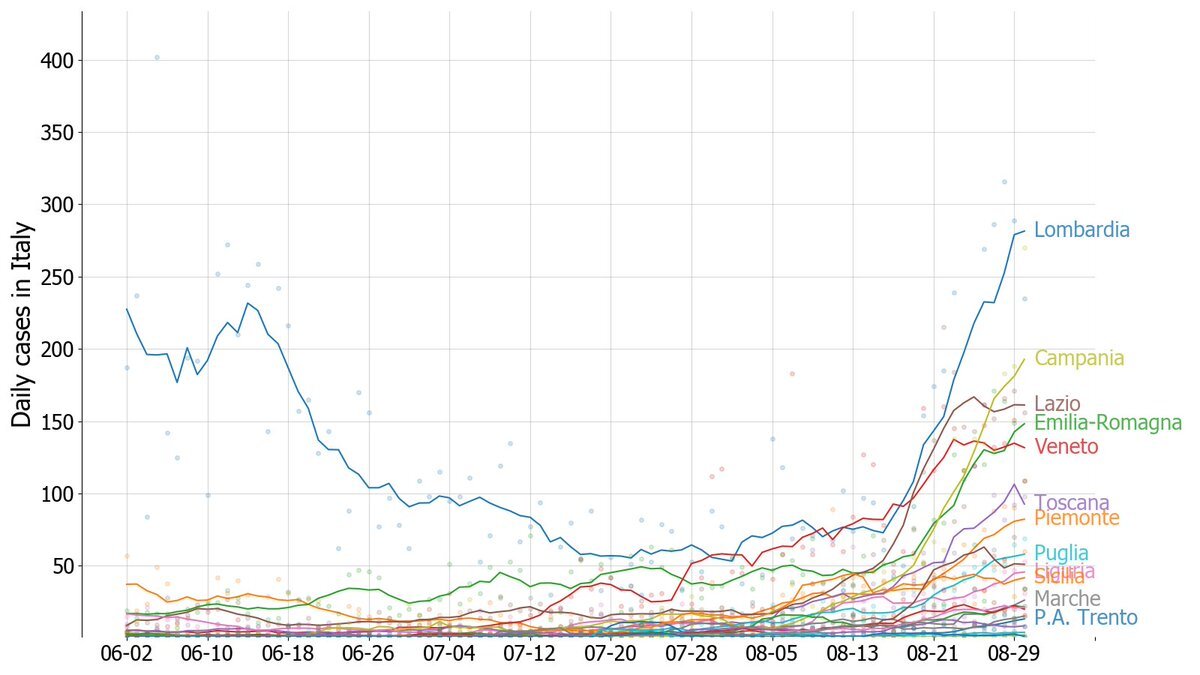 Daily cases in Italy
400
350
300
250
200
150
100
50
06-02 06-10 06-18 06-26 07-04 07-12 07-20 07-28 08-05 08-13 08-21 08-29
Lombardia
Campania
Lazio
Emilia-Romagna
Veneto
Toscana
Piemonte
Puglia
Liguria
Sicilia
Marche
P.A. Trento